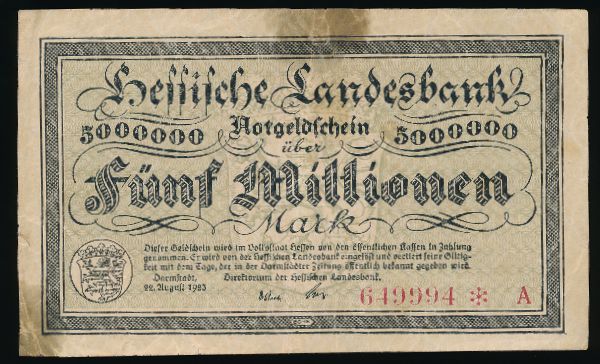 Hessische Landesbank
5000000 Notgeldschein 5000000
über
Fünf Millionen
Mark
Dieser Geldschein wird im Volksstaat Hessen von den öffentlichen Kassen in Zahlung
genommen. Er wird von der Hessischen Landesbank eingelöst und verliert seine Gültig-
keit mit dem Tage, der in der Darmstädter Zeitung öffentlich bekannt gegeben wird.
Darmstadt, Direktorium der Hessischen Landesbank.
22. August 1923
649994 * A